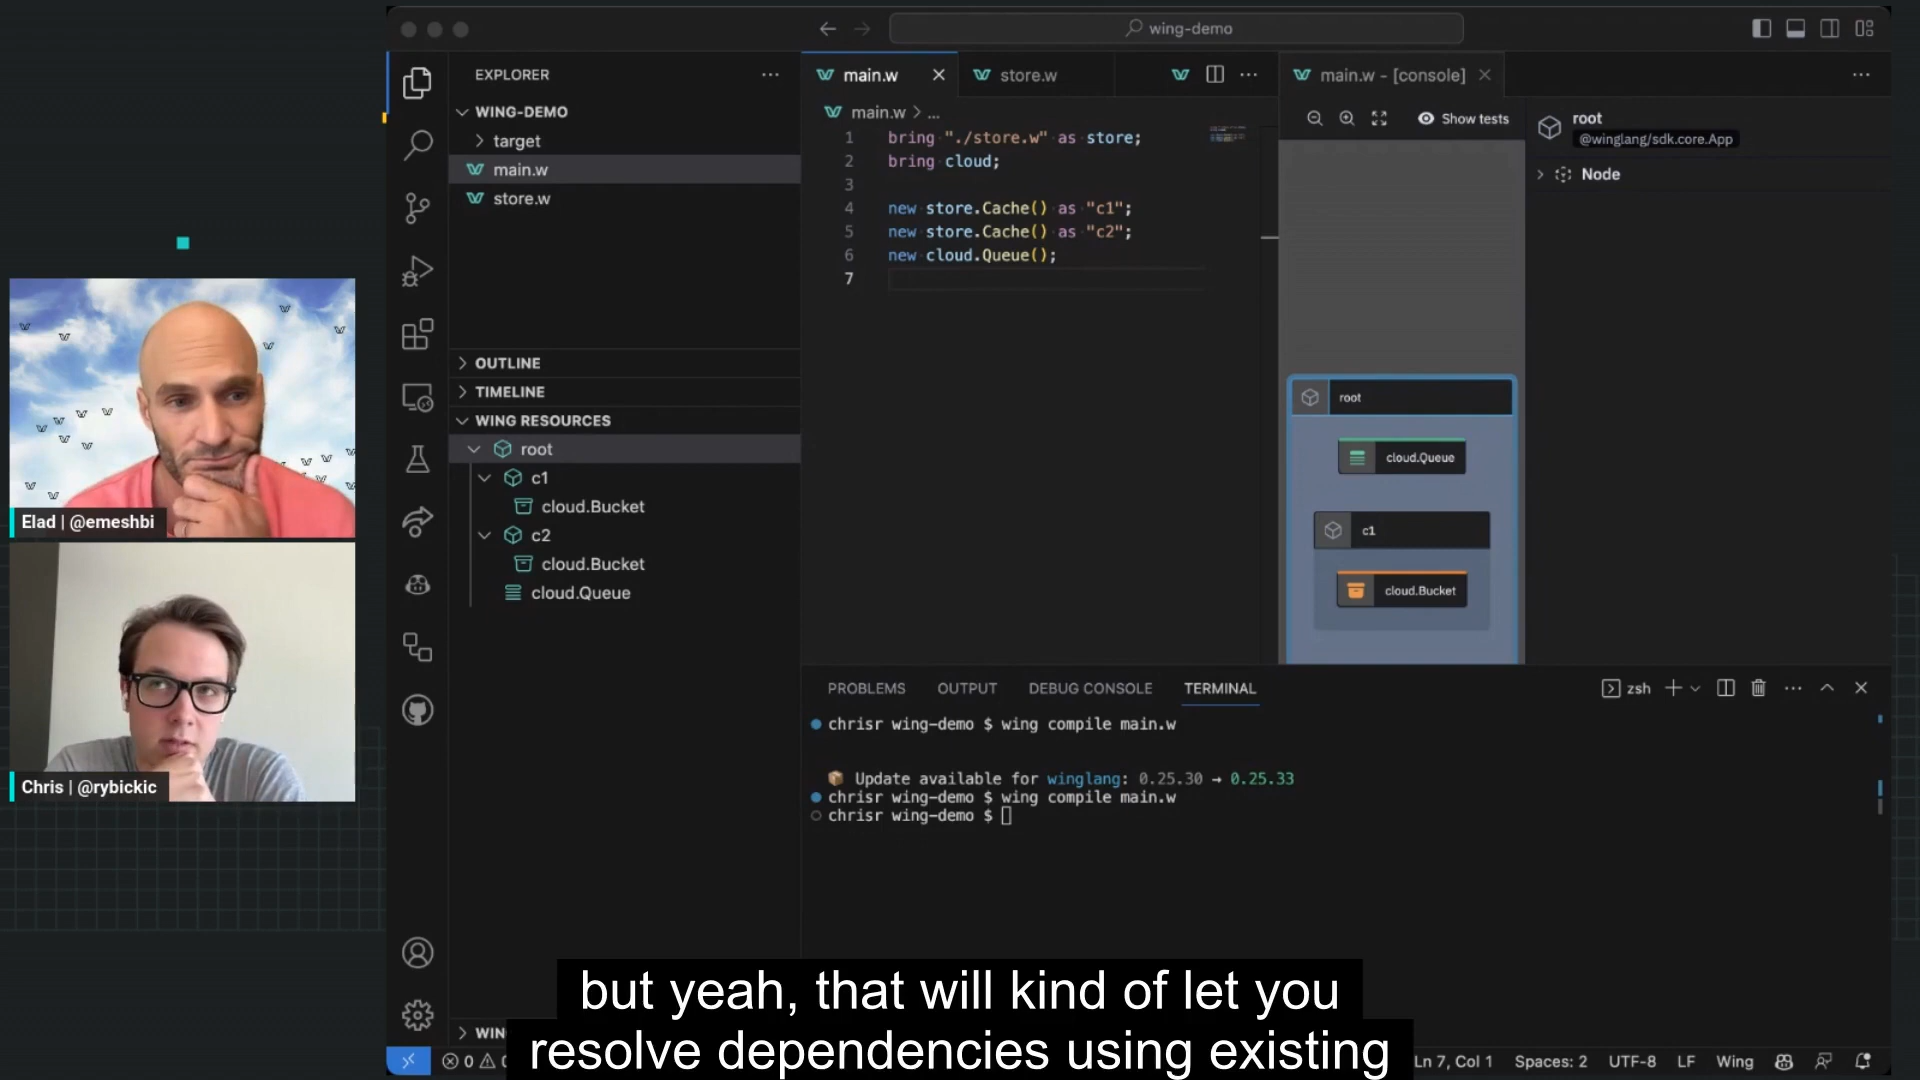 wing-demo
EXPLORER
WING-DEMO
target
main.w
store.w
OUTLINE
TIMELINE
WING RESOURCES
root
c1
cloud.Bucket
c2
cloud.Bucket
cloud.Queue
main.w
store.w
main.w > ...
1 bring "./store.w" as store;
2 bring cloud;
3
4 new store.Cache() as "c1";
5 new store.Cache() as "c2";
6 new cloud.Queue();
7
main.w - [console]
Show tests
root
cloud.Queue
c1
cloud.Bucket
root
@winglang/sdk.core.App
Node
PROBLEMS OUTPUT DEBUG CONSOLE TERMINAL
zsh
chrisr wing-demo $ wing compile main.w
Update available for winglang: 0.25.30 → 0.25.33
chrisr wing-demo $ wing compile main.w
chrisr wing-demo $
Elad | @emeshbi
Chris | @rybickic
but yeah, that will kind of let you
resolve dependencies using existing
0
Ln 7, Col 1 Spaces: 2 UTF-8 LF Wing